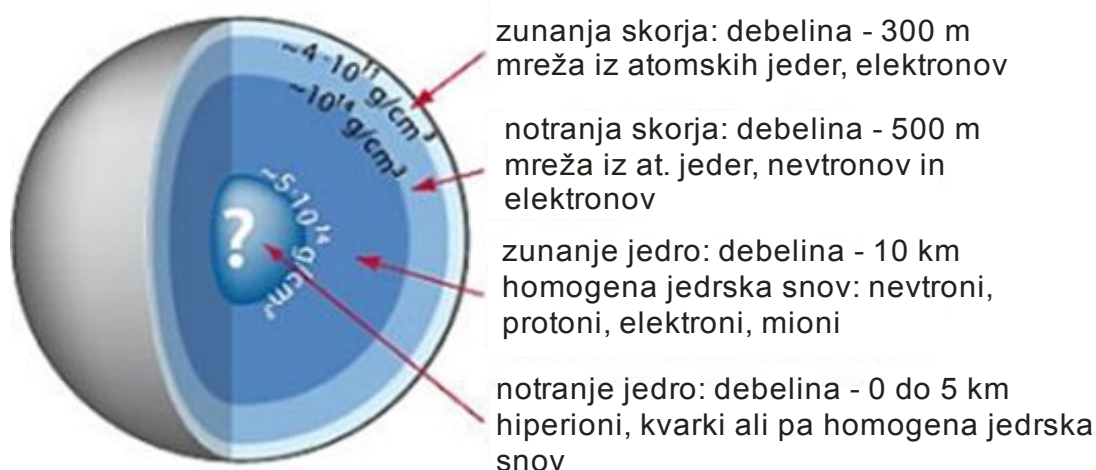 zunanja skorja: debelina - 300 m
mreža iz atomskih jeder, elektronov
~4·10¹¹ g/cm³
~10¹⁴ g/cm³
notranja skorja: debelina - 500 m
mreža iz at. jeder, nevtronov in
elektronov
~5·10¹⁴ g/cm³
?
zunanje jedro: debelina - 10 km
homogena jedrska snov: nevtroni,
protoni, elektroni, mioni
notranje jedro: debelina - 0 do 5 km
hiperioni, kvarki ali pa homogena jedrska
snov